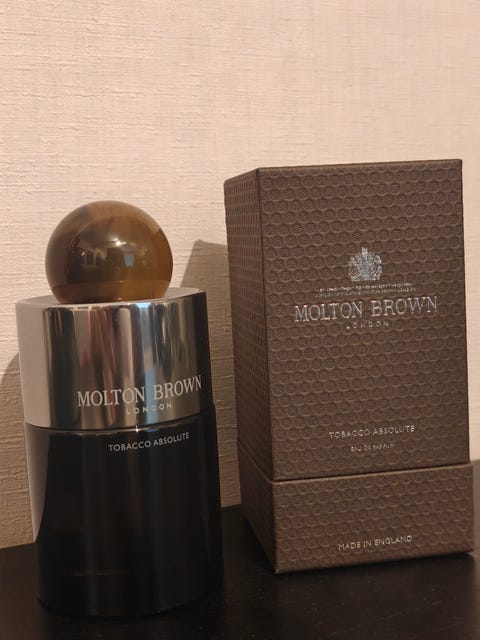 MOLTON BROWN
LONDON
TOBACCO ABSOLUTE
MOLTON BROWN
LONDON
TOBACCO ABSOLUTE
EAU DE PARFUM
MADE IN ENGLAND